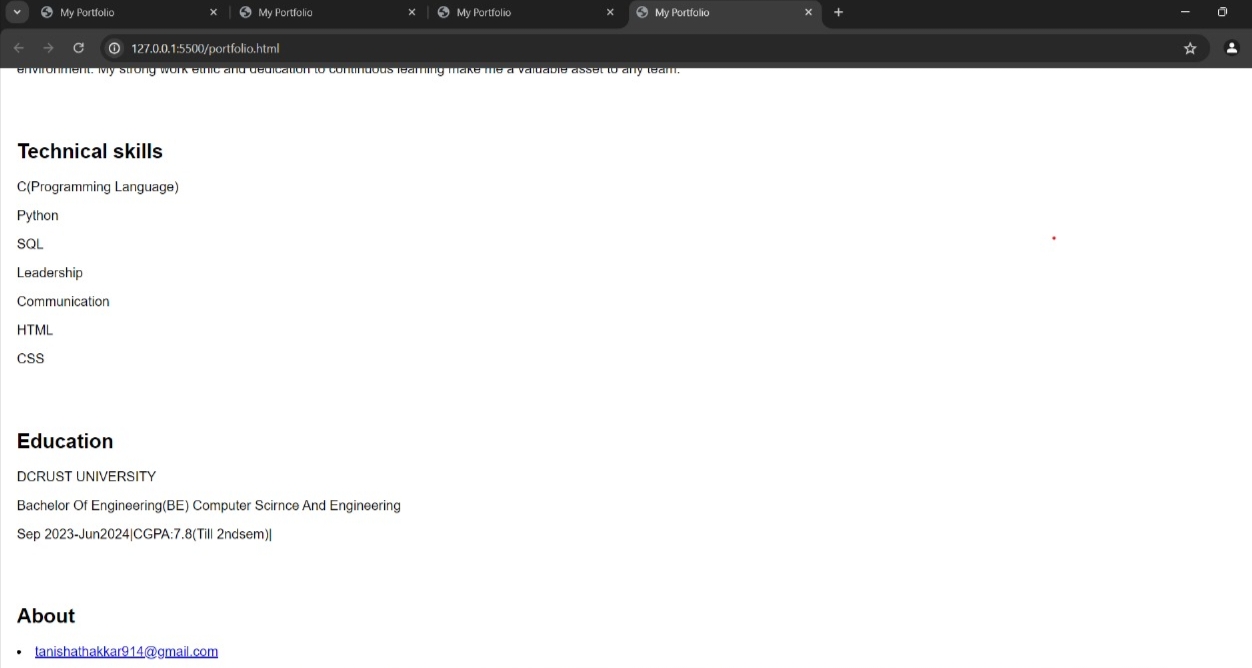 My Portfolio
My Portfolio
My Portfolio
My Portfolio
127.0.0.1:5500/portfolio.html
environment. My strong work ethic and dedication to continuous learning make me a valuable asset to any team.
Technical skills
C(Programming Language)
Python
SQL
Leadership
Communication
HTML
CSS
Education
DCRUST UNIVERSITY
Bachelor Of Engineering(BE) Computer Scirnce And Engineering
Sep 2023-Jun2024|CGPA:7.8(Till 2ndsem)|
About
tanishathakkar914@gmail.com